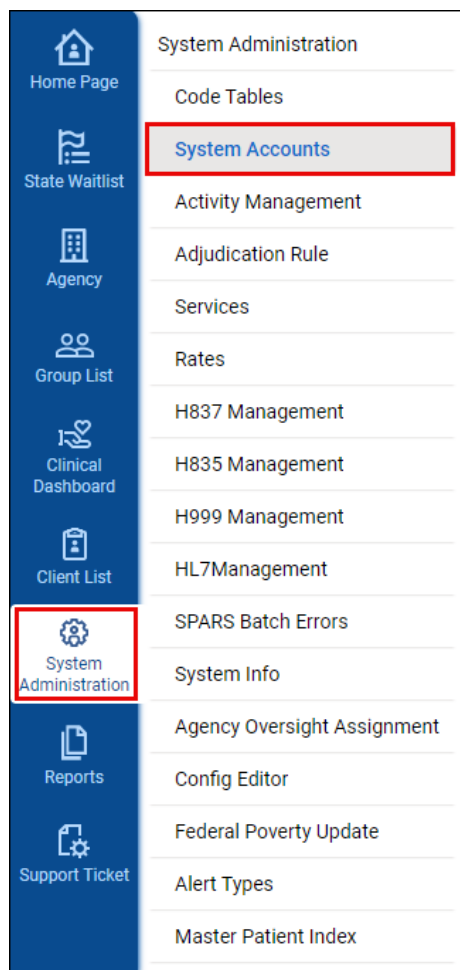 Home Page
State Waitlist
Agency
Group List
Clinical
Dashboard
Client List
System
Administration
Reports
Support Ticket
System Administration
Code Tables
System Accounts
Activity Management
Adjudication Rule
Services
Rates
H837 Management
H835 Management
H999 Management
HL7Management
SPARS Batch Errors
System Info
Agency Oversight Assignment
Config Editor
Federal Poverty Update
Alert Types
Master Patient Index